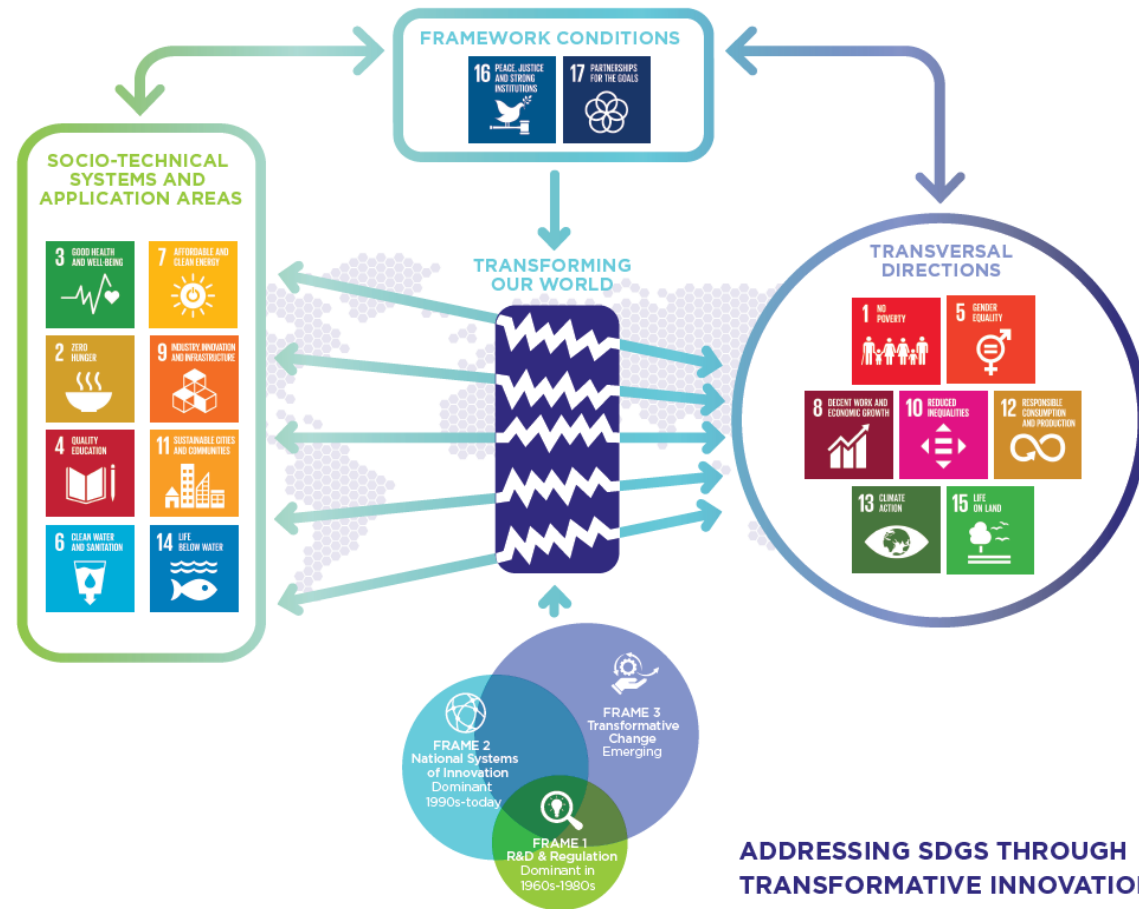 FRAMEWORK CONDITIONS
16 PEACE, JUSTICE
AND STRONG
INSTITUTIONS
17 PARTNERSHIPS
FOR THE GOALS
SOCIO-TECHNICAL
SYSTEMS AND
APPLICATION AREAS
3 GOOD HEALTH
AND WELL-BEING
7 AFFORDABLE AND
CLEAN ENERGY
2 ZERO
HUNGER
9 INDUSTRY, INNOVATION
AND INFRASTRUCTURE
4 QUALITY
EDUCATION
11 SUSTAINABLE CITIES
AND COMMUNITIES
6 CLEAN WATER
AND SANITATION
14 LIFE
BELOW WATER
TRANSFORMING
OUR WORLD
TRANSVERSAL
DIRECTIONS
1 NO
POVERTY
5 GENDER
EQUALITY
8 DECENT WORK AND
ECONOMIC GROWTH
10 REDUCED
INEQUALITIES
12 RESPONSIBLE
CONSUMPTION
AND PRODUCTION
13 CLIMATE
ACTION
15 LIFE
ON LAND
FRAME 3
Transformative
Change
Emerging
FRAME 2
National Systems
of Innovation
Dominant
1990s-today
FRAME 1
R&D & Regulation
Dominant in
1960s-1980s
ADDRESSING SDGS THROUGH
TRANSFORMATIVE INNOVATION